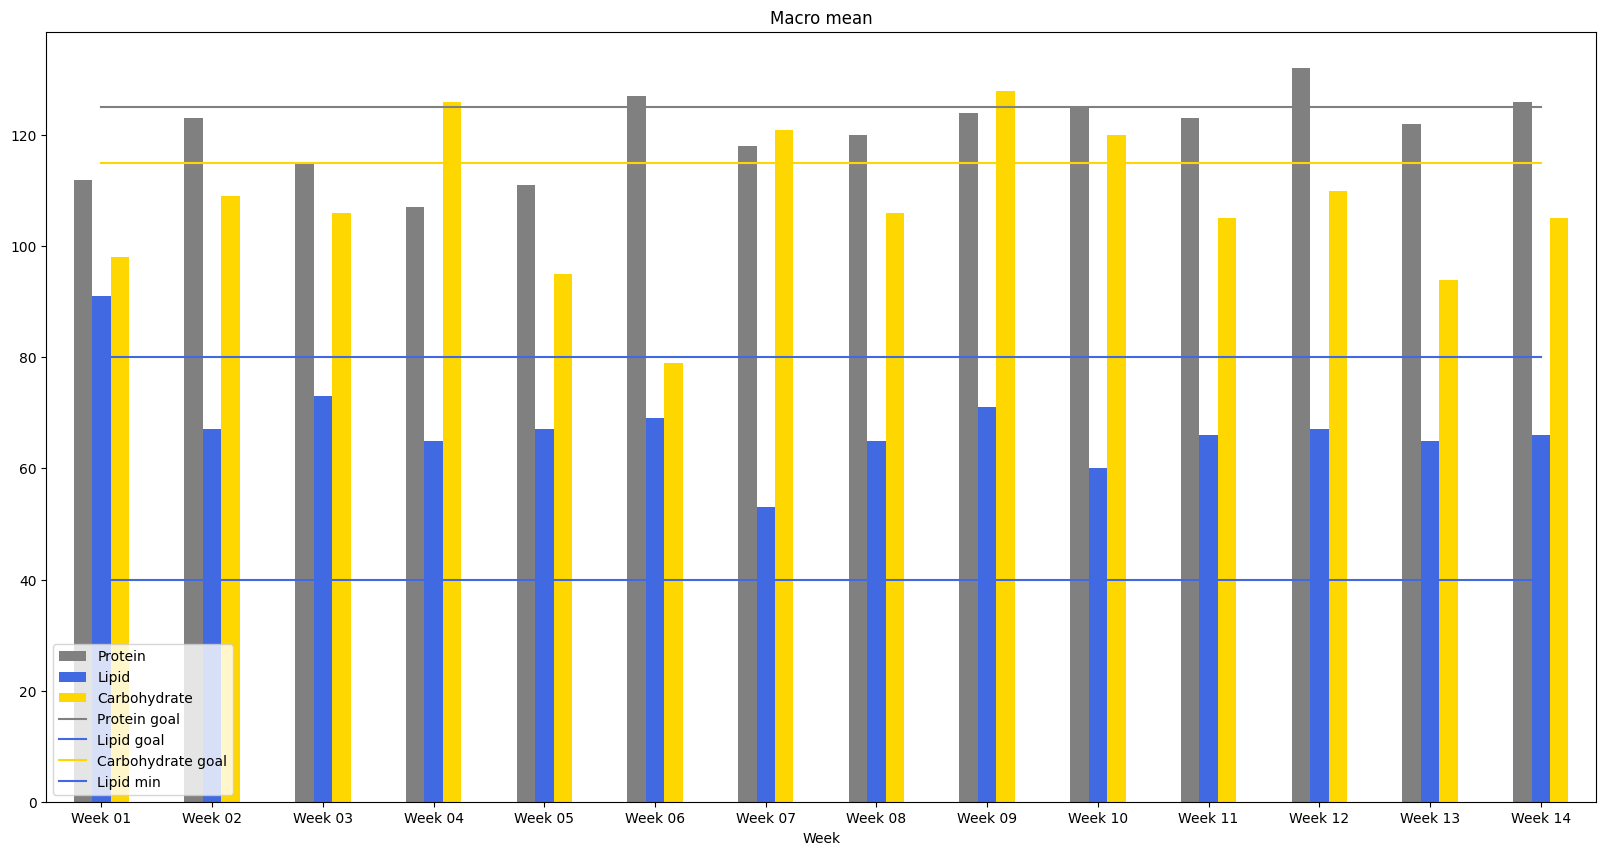 Macro mean
120
100
80
60
40
20
0
Protein
Lipid
Carbohydrate
Protein goal
Lipid goal
Carbohydrate goal
Lipid min
Week 01 Week 02 Week 03 Week 04 Week 05 Week 06 Week 07 Week 08 Week 09 Week 10 Week 11 Week 12 Week 13 Week 14
Week